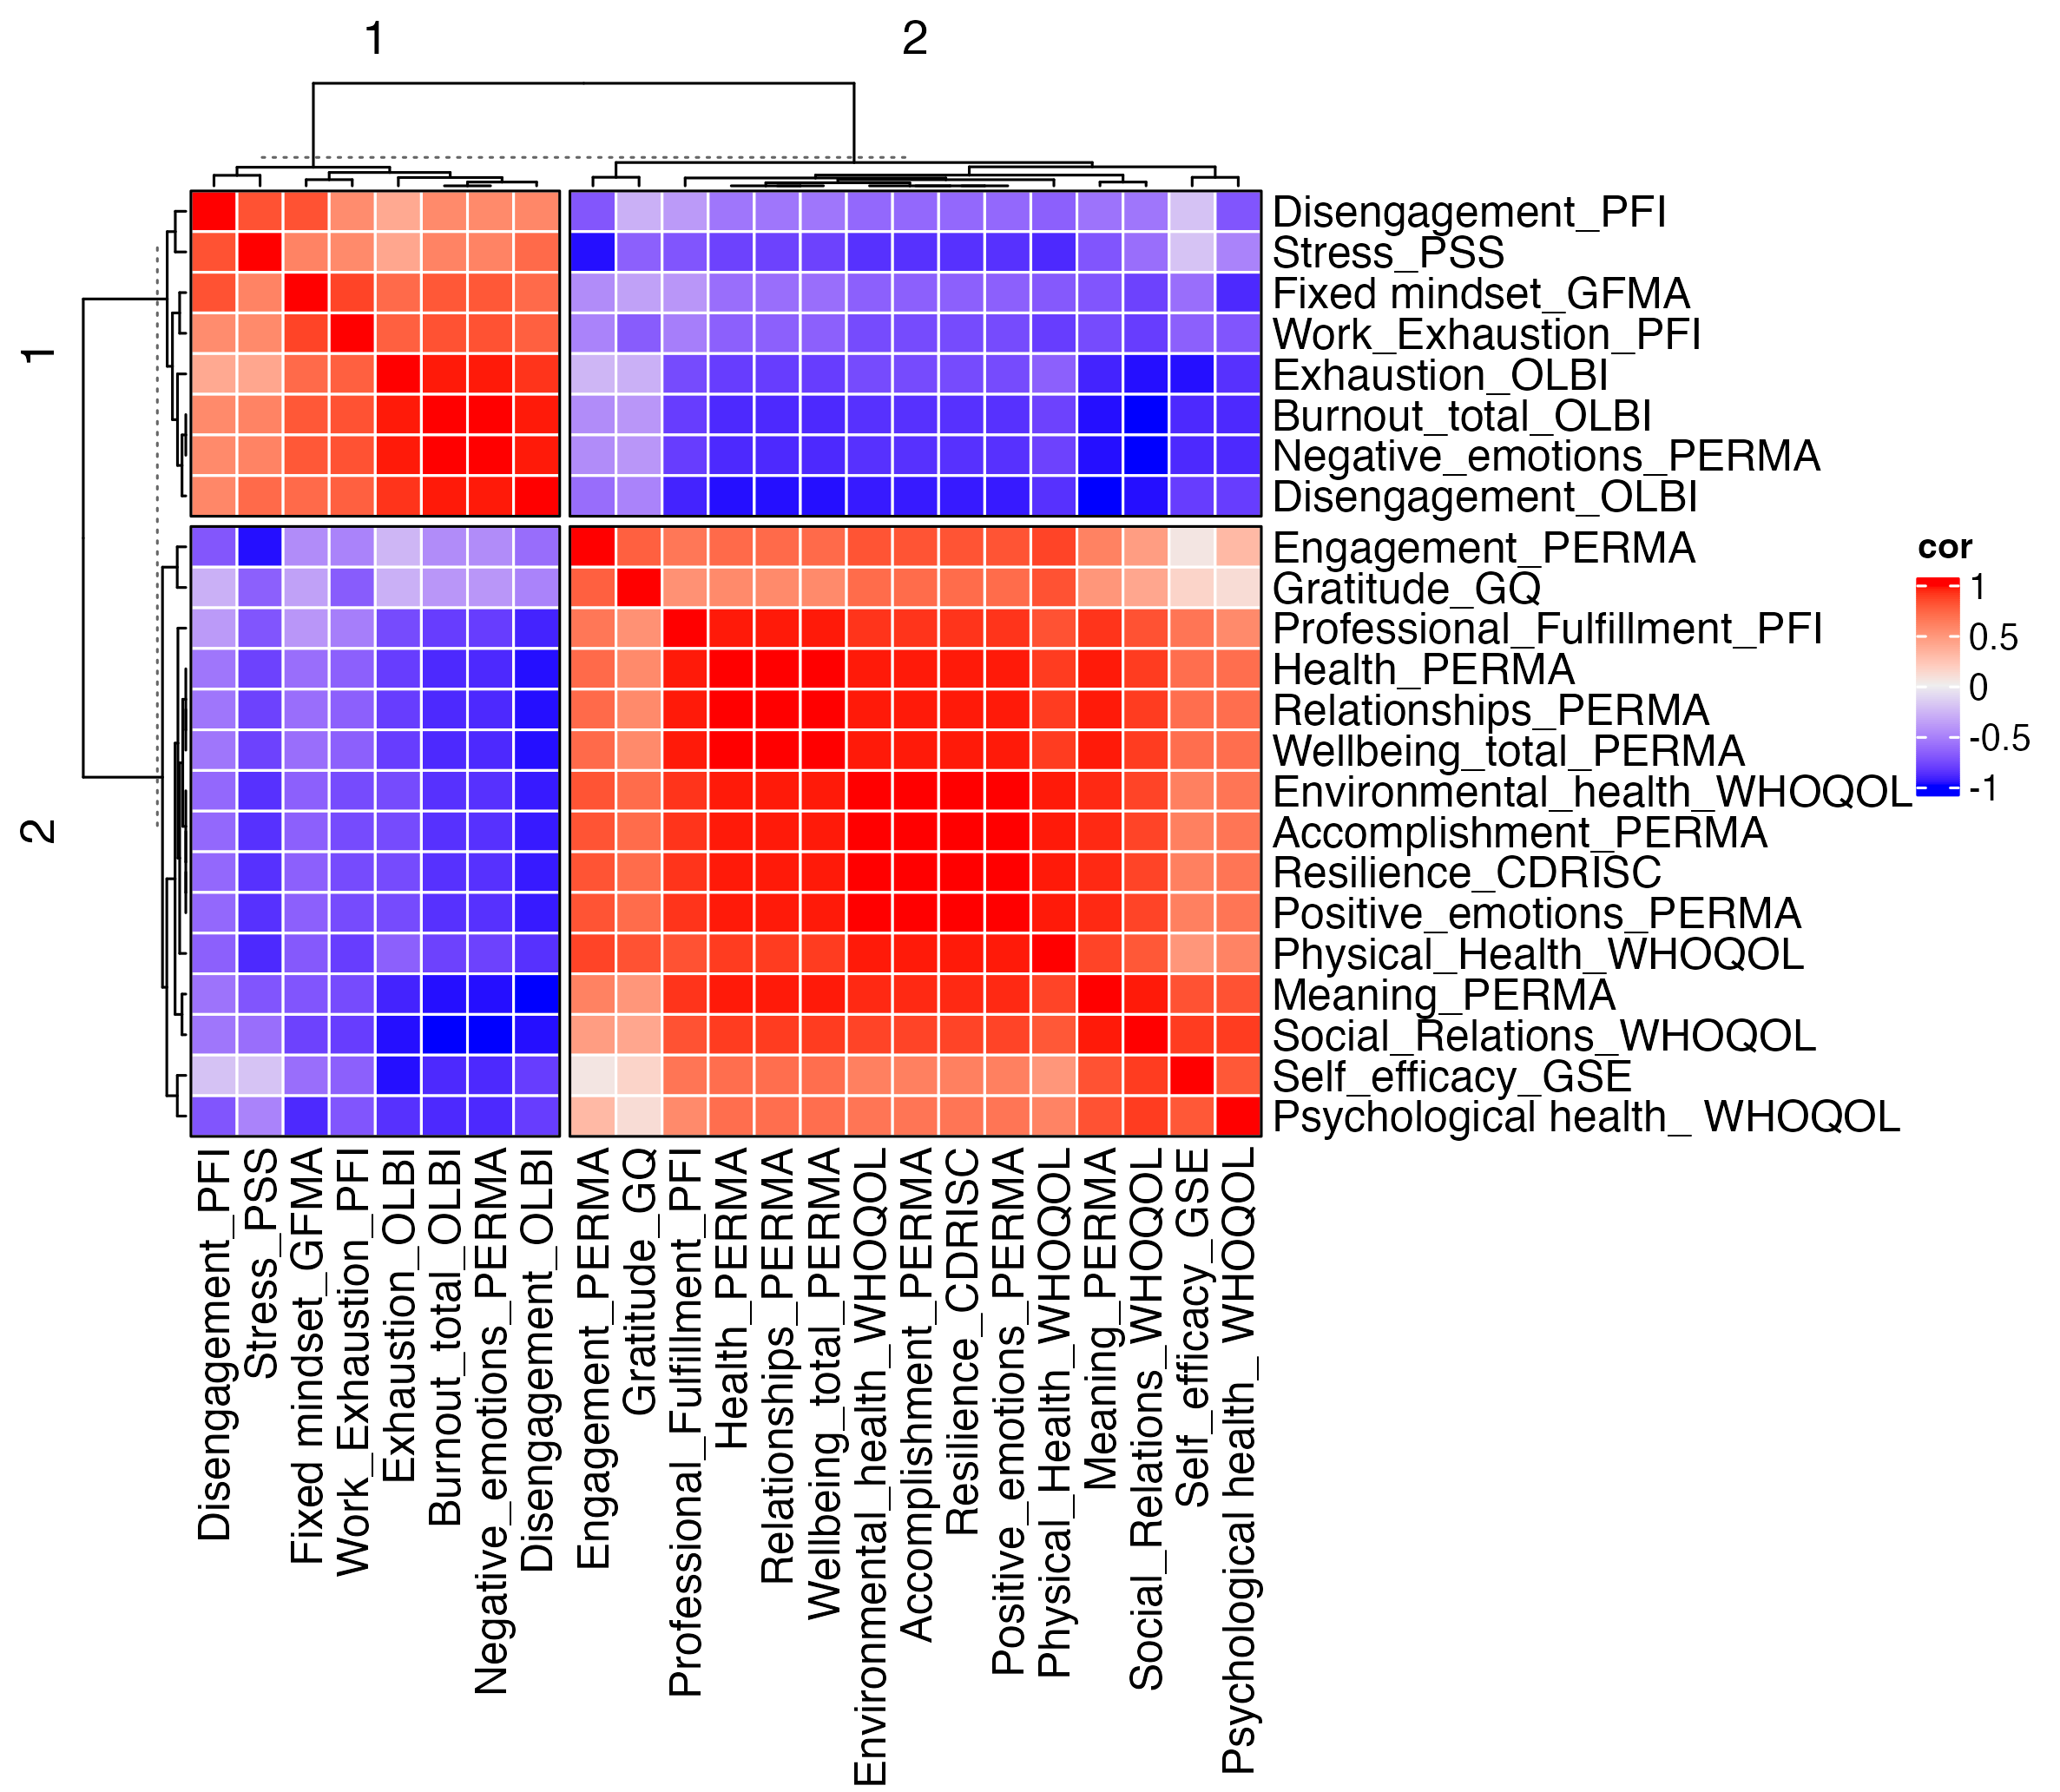 1
2
1
2
Disengagement_PFI
Stress_PSS
Fixed mindset_GFMA
Work_Exhaustion_PFI
Exhaustion_OLBI
Burnout_total_OLBI
Negative_emotions_PERMA
Disengagement_OLBI
Engagement_PERMA
Gratitude_GQ
Professional_Fulfillment_PFI
Health_PERMA
Relationships_PERMA
Wellbeing_total_PERMA
Environmental_health_WHOQOL
Accomplishment_PERMA
Resilience_CDRISC
Positive_emotions_PERMA
Physical_Health_WHOQOL
Meaning_PERMA
Social_Relations_WHOQOL
Self_efficacy_GSE
Psychological health_ WHOQOL
cor
1
0.5
0
-0.5
-1
Disengagement_PFI
Stress_PSS
Fixed mindset_GFMA
Work_Exhaustion_PFI
Exhaustion_OLBI
Burnout_total_OLBI
Negative_emotions_PERMA
Disengagement_OLBI
Engagement_PERMA
Gratitude_GQ
Professional_Fulfillment_PFI
Health_PERMA
Relationships_PERMA
Wellbeing_total_PERMA
Environmental_health_WHOQOL
Accomplishment_PERMA
Resilience_CDRISC
Positive_emotions_PERMA
Physical_Health_WHOQOL
Meaning_PERMA
Social_Relations_WHOQOL
Self_efficacy_GSE
Psychological health_ WHOQOL